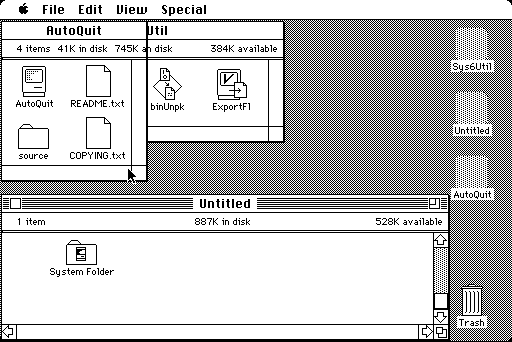 File Edit View Special
AutoQuit
Util
4 items 41K in disk 745K a
n disk 384K available
AutoQuit
README.txt
source
COPYING.txt
binUnpk
ExportFl
Untitled
1 item 887K in disk 528K available
System Folder
Sys6Util
Untitled
AutoQuit
Trash